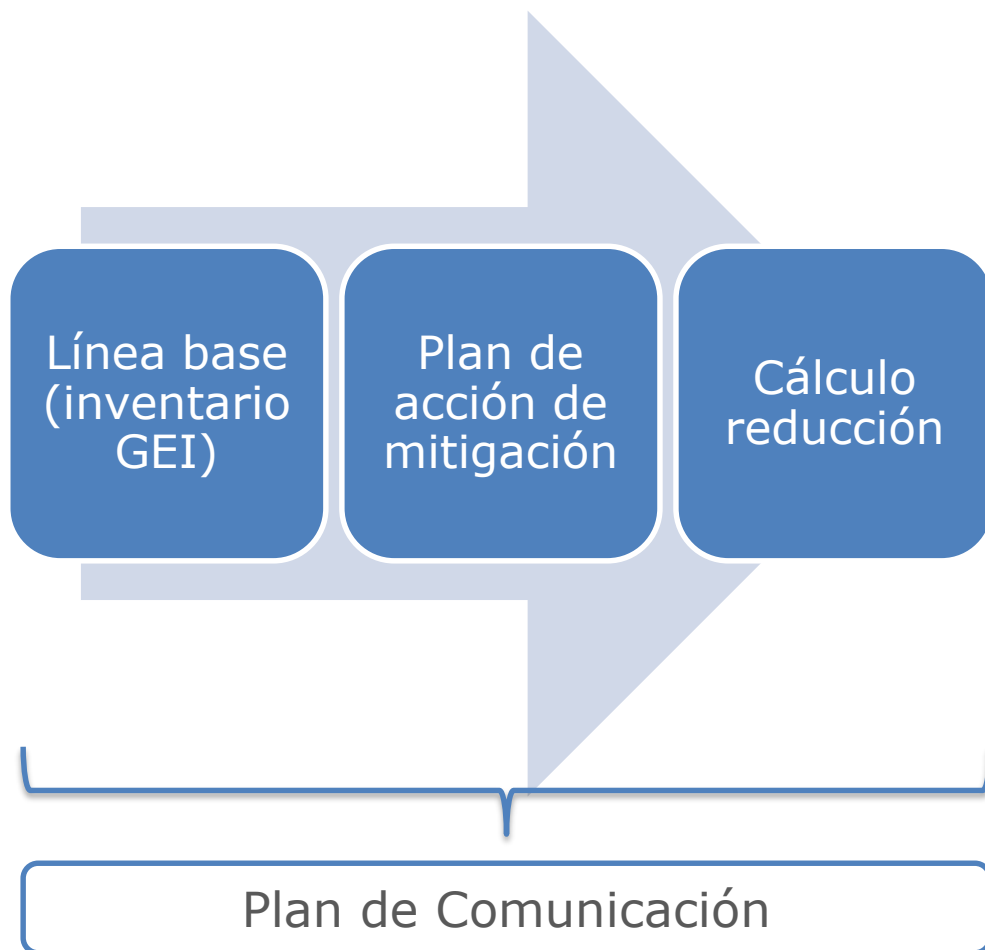 Línea base
(inventario
GEI)
Plan de
acción de
mitigación
Cálculo
reducción
Plan de Comunicación